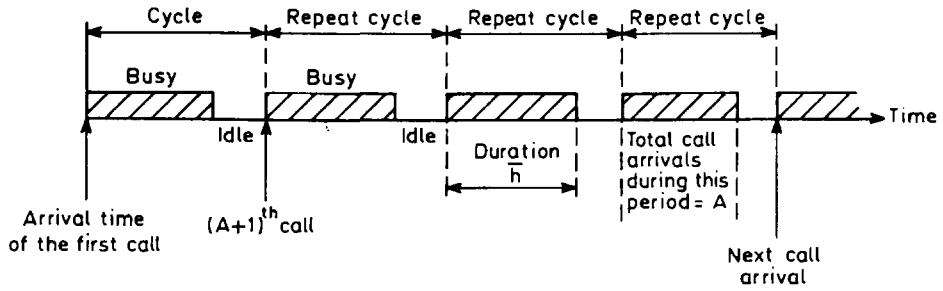 Cycle
Repeat cycle
Repeat cycle
Repeat cycle
Busy
Busy
Idle
Idle
Time
Duration
h̅
Total call
arrivals
during this
period = A
Arrival time
of the first call
(A+1)ᵗʰ call
Next call
arrival